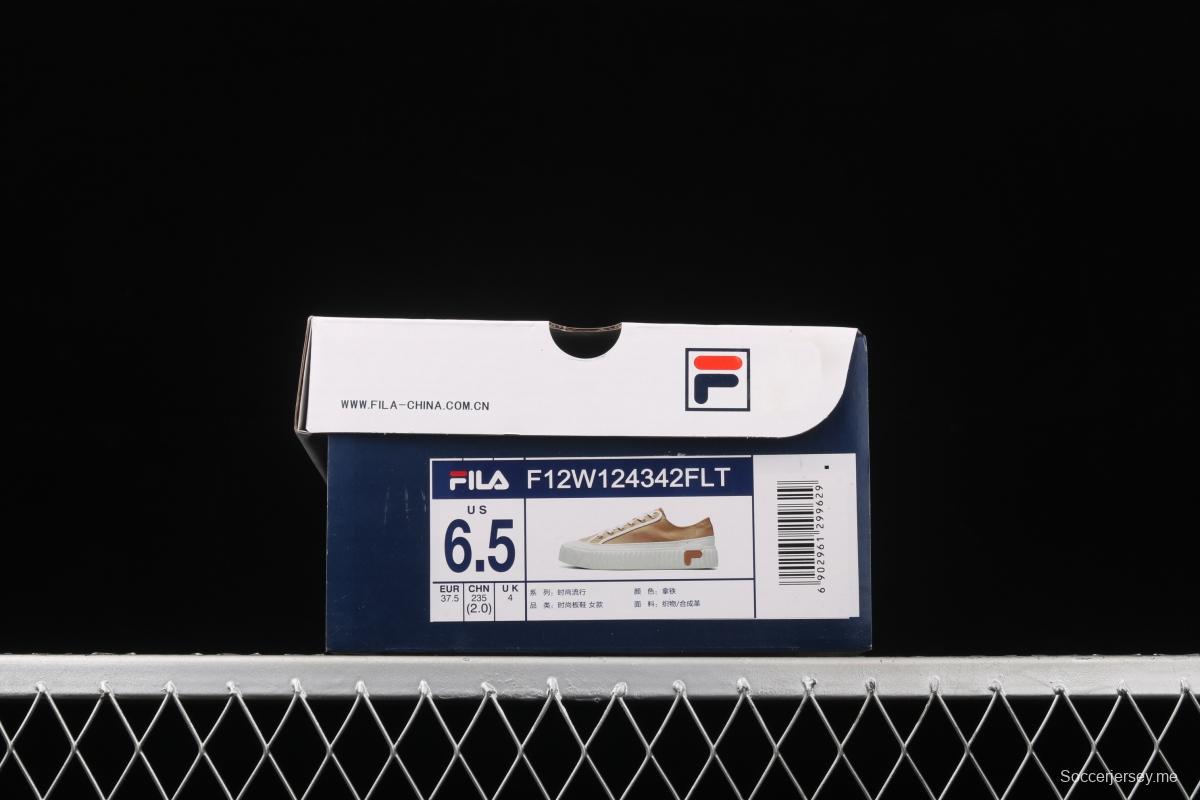 WWW.FILA-CHINA.COM.CN
FILA
F12W124342FLT
US
6.5
EUR
37.5
CHN
235
(2.0)
UK
4
系 列: 时尚流行
颜 色: 拿铁
品 类: 时尚板鞋 女款
面 料: 织物/合成革
6902961 299629
Soccerjersey.me